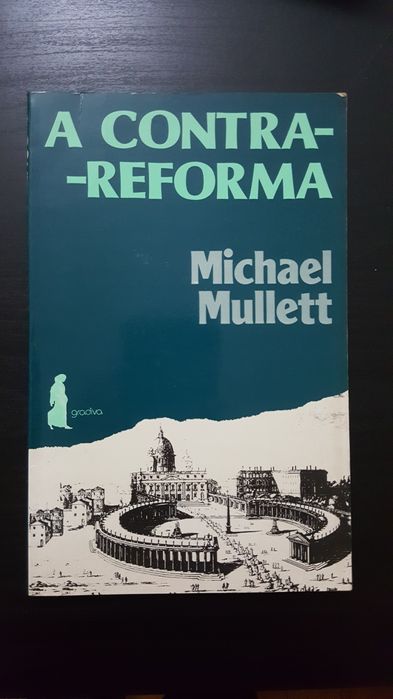 A CONTRA-
-REFORMA
Michael
Mullett
gradiva